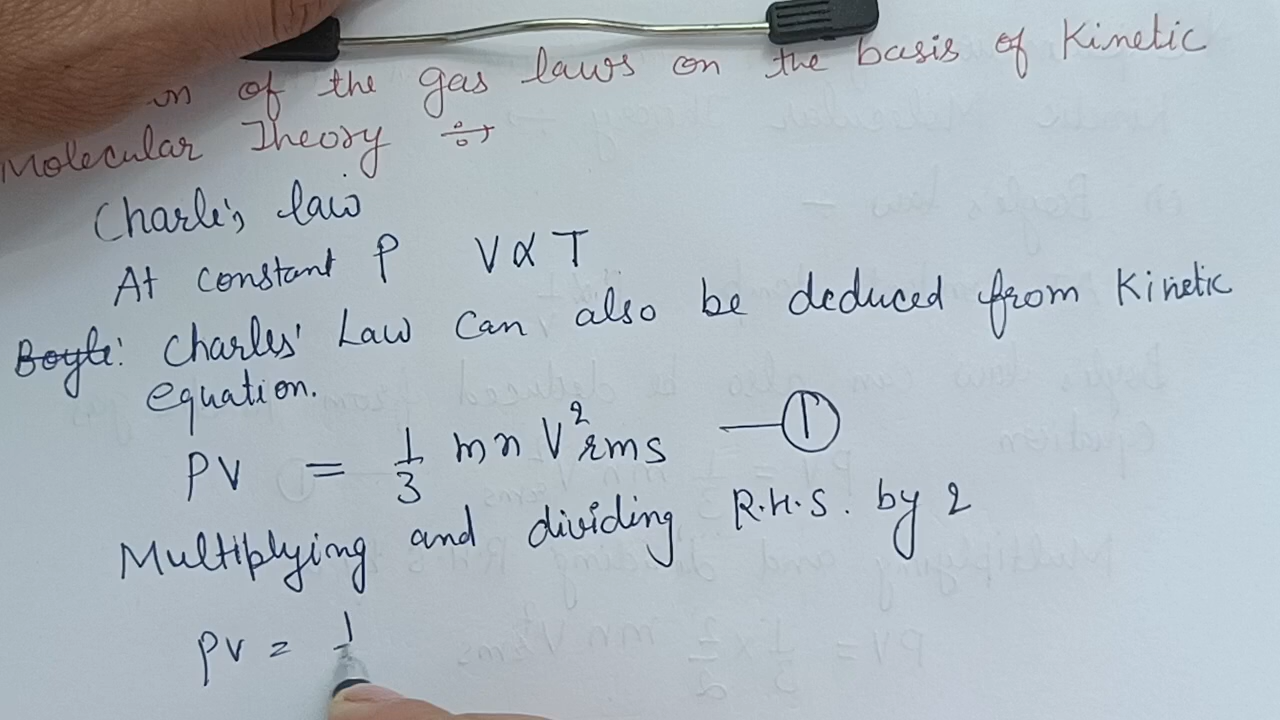 of the gas laws on the basis of Kinetic
Molecular Theory
Charle's law
At constant P V ∝ T
Boyle: Charles' Law can also be deduced from Kinetic
equation.
PV = 1/3 mn V²rms — ①
Multiplying and dividing R.H.S. by 2
PV = 1